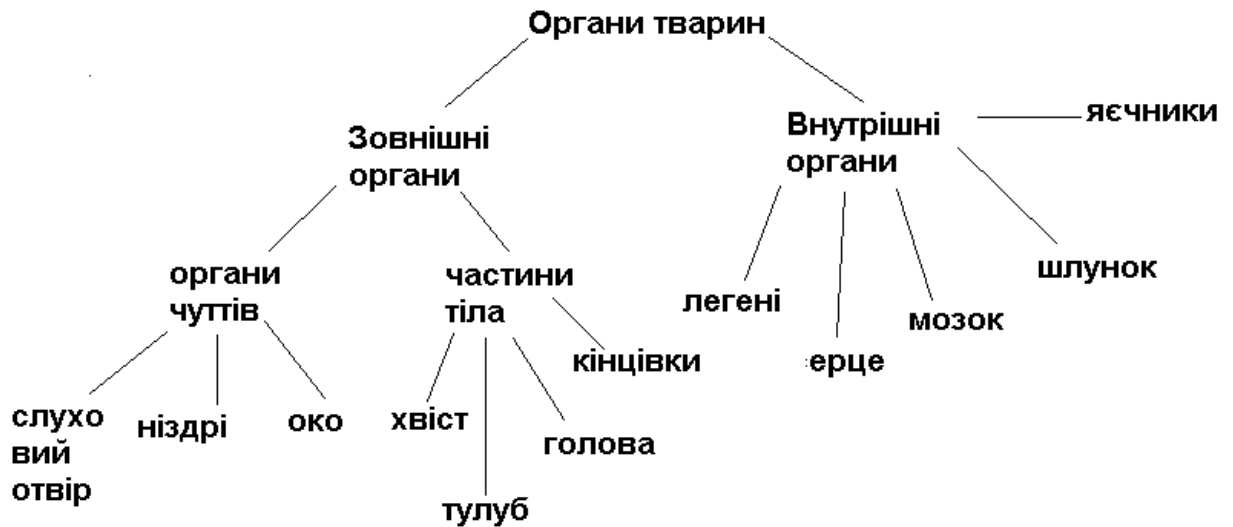 Органи тварин
Зовнішні
органи
Внутрішні
органи
яєчники
органи
чуттів
частини
тіла
легені
ерце
мозок
шлунок
слухо
вий
отвір
ніздрі
око
хвіст
тулуб
голова
кінцівки